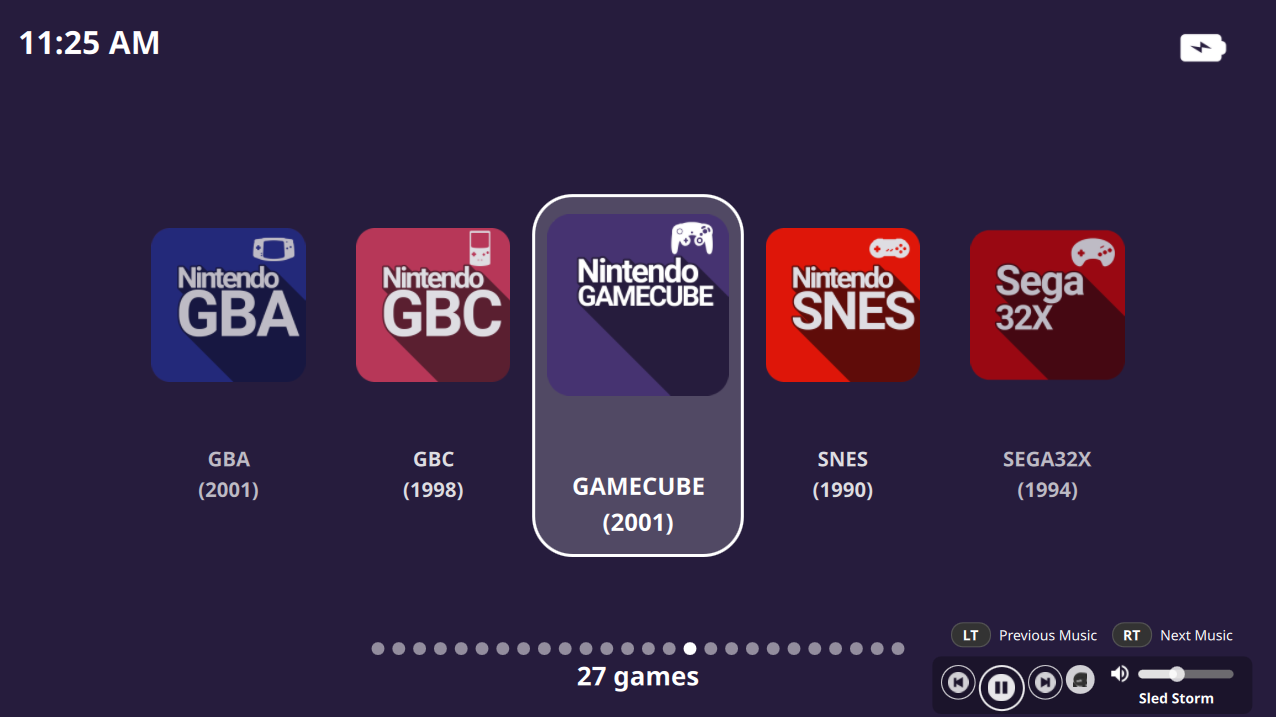 11:25 AM
Nintendo
GBA
Nintendo
GBC
Nintendo
GAMECUBE
Nintendo
SNES
Sega
32X
GBA
(2001)
GBC
(1998)
GAMECUBE
(2001)
SNES
(1990)
SEGA32X
(1994)
27 games
LT Previous Music RT Next Music
Sled Storm